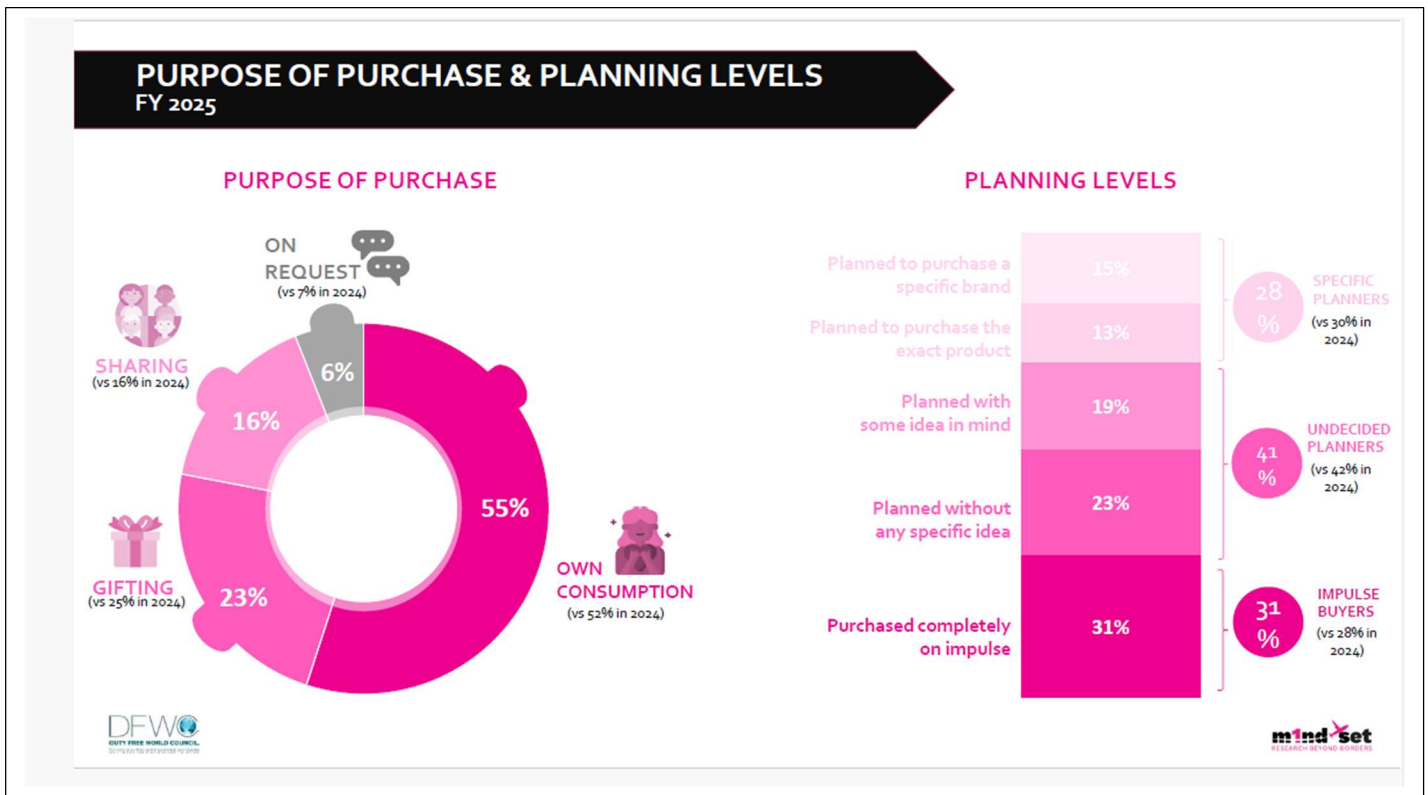 PURPOSE OF PURCHASE & PLANNING LEVELS
FY 2025
PURPOSE OF PURCHASE
ON
REQUEST
(vs 7% in 2024)
SHARING
(vs 16% in 2024)
6%
16%
55%
23%
GIFTING
(vs 25% in 2024)
OWN
CONSUMPTION
(vs 52% in 2024)
PLANNING LEVELS
Planned to purchase a
specific brand
15%
Planned to purchase the
exact product
13%
28
%
SPECIFIC
PLANNERS
(vs 30% in
2024)
Planned with
some idea in mind
19%
Planned without
any specific idea
23%
41
%
UNDECIDED
PLANNERS
(vs 42% in
2024)
Purchased completely
on impulse
31%
31
%
IMPULSE
BUYERS
(vs 28% in
2024)
DFWC
DUTY FREE WORLD COUNCIL
m1nd set
RESEARCH BEYOND BORDERS